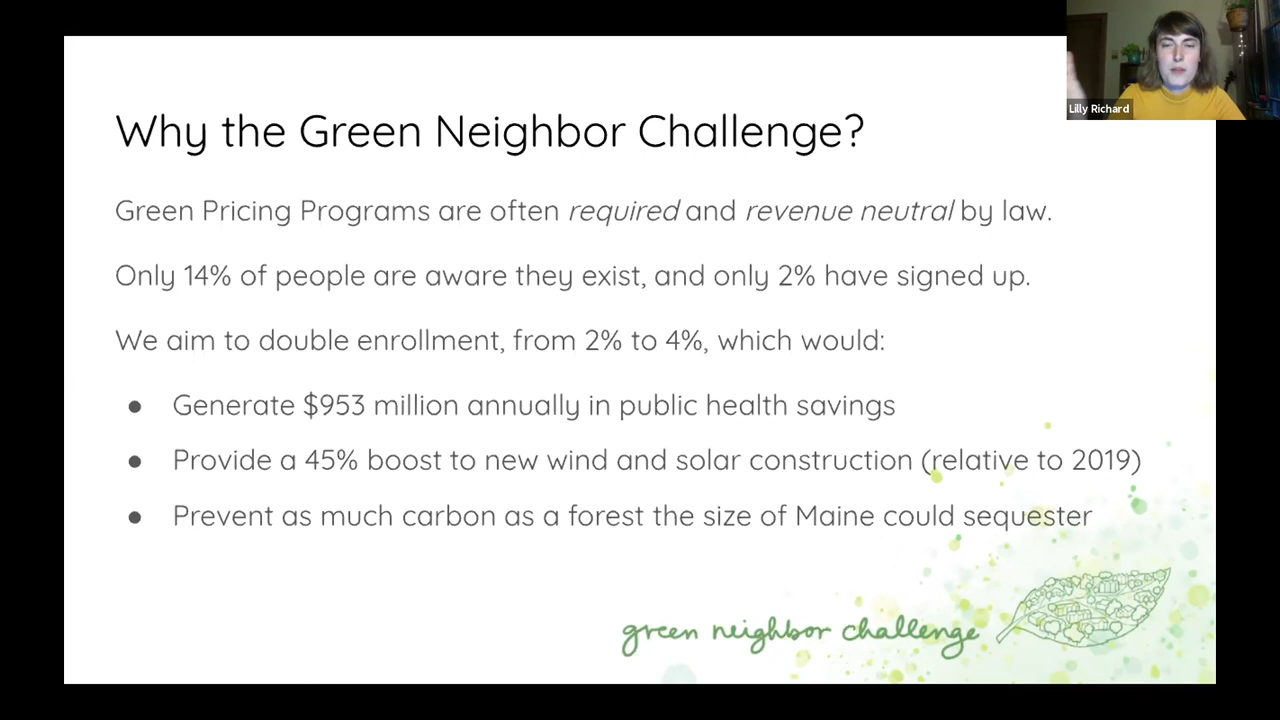 Lilly Richard
Why the Green Neighbor Challenge?
Green Pricing Programs are often required and revenue neutral by law.
Only 14% of people are aware they exist, and only 2% have signed up.
We aim to double enrollment, from 2% to 4%, which would:
● Generate $953 million annually in public health savings
● Provide a 45% boost to new wind and solar construction (relative to 2019)
● Prevent as much carbon as a forest the size of Maine could sequester
green neighbor challenge